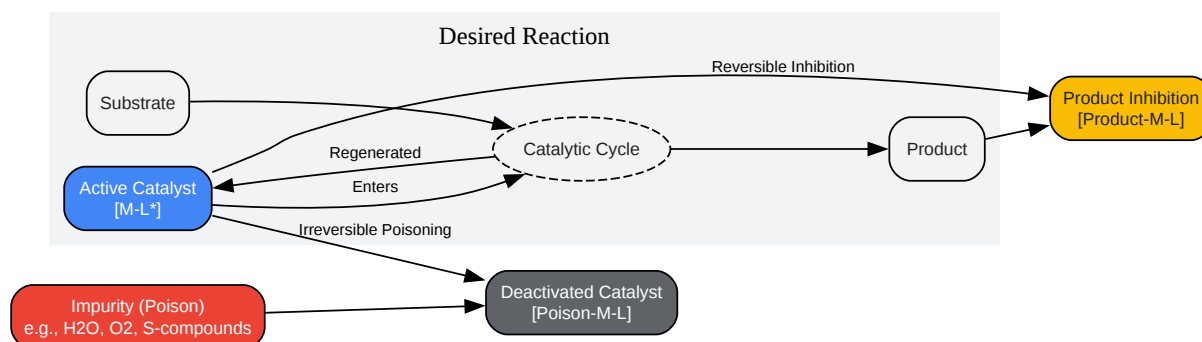 Desired Reaction
Reversible Inhibition
Substrate
Product Inhibition
[Product-M-L]
Catalytic Cycle
Product
Regenerated
Active Catalyst
[M-L*]
Enters
Irreversible Poisoning
Deactivated Catalyst
[Poison-M-L]
Impurity (Poison)
e.g., H2O, O2, S-compounds